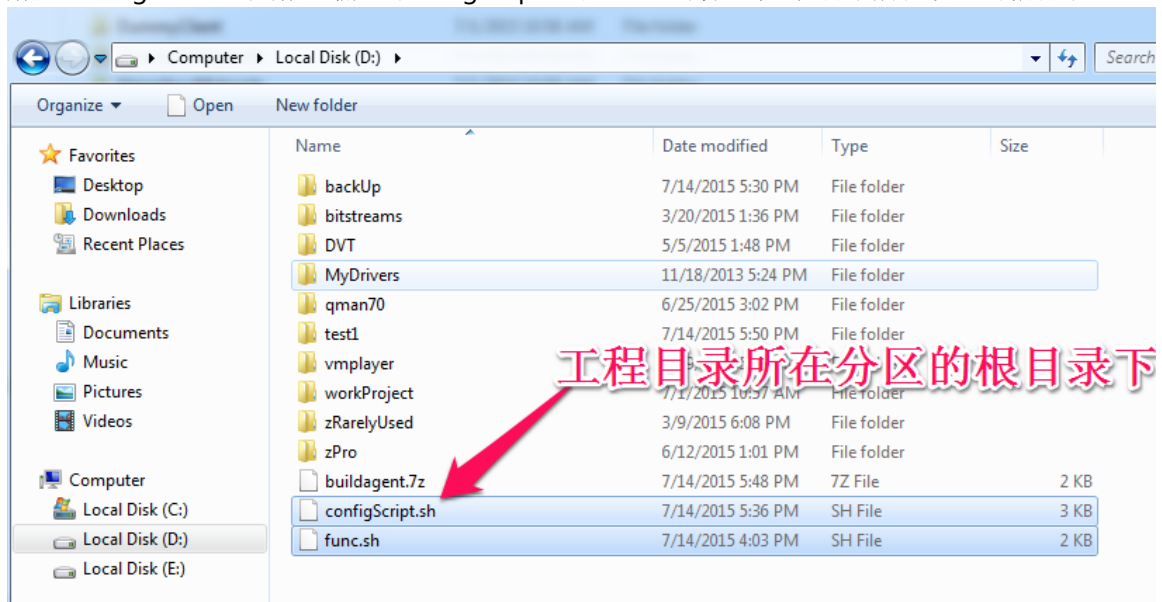 Computer ▸ Local Disk (D:) ▸ Search
Organize Open New folder
Favorites
Desktop
Downloads
Recent Places
Libraries
Documents
Music
Pictures
Videos
Computer
Local Disk (C:)
Local Disk (D:)
Local Disk (E:)
Name Date modified Type Size
backUp 7/14/2015 5:30 PM File folder
bitstreams 3/20/2015 1:36 PM File folder
DVT 5/5/2015 1:48 PM File folder
MyDrivers 11/18/2013 5:24 PM File folder
qman70 6/25/2015 3:02 PM File folder
test1 7/14/2015 5:50 PM File folder
vmplayer
工程目录所在分区的根目录下
workProject 7/1/2015 10:57 AM File folder
zRarelyUsed 3/9/2015 6:08 PM File folder
zPro 6/12/2015 1:01 PM File folder
buildagent.7z 7/14/2015 5:48 PM 7Z File 2 KB
configScript.sh 7/14/2015 5:36 PM SH File 3 KB
func.sh 7/14/2015 4:03 PM SH File 2 KB